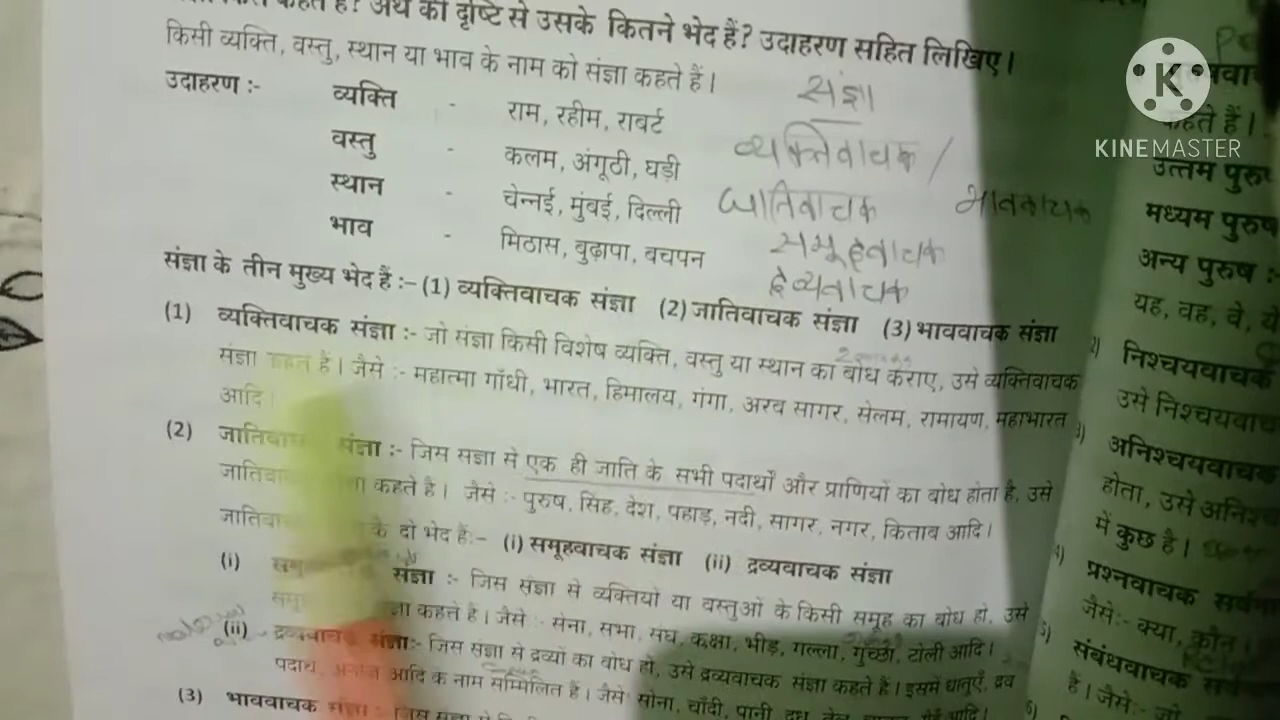 कहते हैं? अर्थ की दृष्टि से उसके कितने भेद हैं? उदाहरण सहित लिखिए।
किसी व्यक्ति, वस्तु, स्थान या भाव के नाम को संज्ञा कहते हैं।
संज्ञा
उदाहरण :- व्यक्ति - राम, रहीम, राबर्ट
व्यक्तिवाचक /
वस्तु - कलम, अंगूठी, घड़ी
जातिवाचक भाववाचक
स्थान - चेन्नई, मुंबई, दिल्ली
समूहवाचक
भाव - मिठास, बुढ़ापा, बचपन
द्रव्यवाचक
संज्ञा के तीन मुख्य भेद हैं :- (1) व्यक्तिवाचक संज्ञा (2) जातिवाचक संज्ञा (3) भाववाचक संज्ञा
(1) व्यक्तिवाचक संज्ञा :- जो संज्ञा किसी विशेष व्यक्ति, वस्तु या स्थान का बोध कराए, उसे व्यक्तिवाचक
संज्ञा कहते हैं। जैसे :- महात्मा गाँधी, भारत, हिमालय, गंगा, अरब सागर, सेलम, रामायण, महाभारत
आदि।
(2) संज्ञा :- जिस संज्ञा से एक ही जाति के सभी पदार्थों और प्राणियों का बोध होता है, उसे
कहते है। जैसे :- पुरुष, सिंह, देश, पहाड़, नदी, सागर, नगर, किताब आदि।
के दो भेद हैं:- (i) समूहवाचक संज्ञा (ii) द्रव्यवाचक संज्ञा
(i) संज्ञा :- जिस संज्ञा से व्यक्तियों या वस्तुओं के किसी समूह का बोध हो, उसे
कहते है। जैसे :- सेना, सभा, संघ, कक्षा, भीड़, गल्ला, गुच्छा, टोली आदि।
(ii) द्रव्यवाचक संज्ञा:- जिस संज्ञा से द्रव्यों का बोध हो, उसे द्रव्यवाचक संज्ञा कहते है। इसमें धातुएँ, द्रव
पदार्थ, आदि के नाम सम्मिलित हैं। जैसे सोना, चाँदी, पानी, आदि।
(3) भाववाचक संज्ञा :- जिस संज्ञा से
KINEMASTER
कहते हैं।
उत्तम पुरुष
मध्यम पुरुष
अन्य पुरुष :
यह, वह, वे, ये
निश्चयवाचक
उसे निश्चयवाच
अनिश्चयवाचक
होता, उसे अनिश्च
में कुछ है।
प्रश्नवाचक सर्व
जैसे:- क्या, कौन।
संबंधवाचक सर्व
है। जैसे:- जो